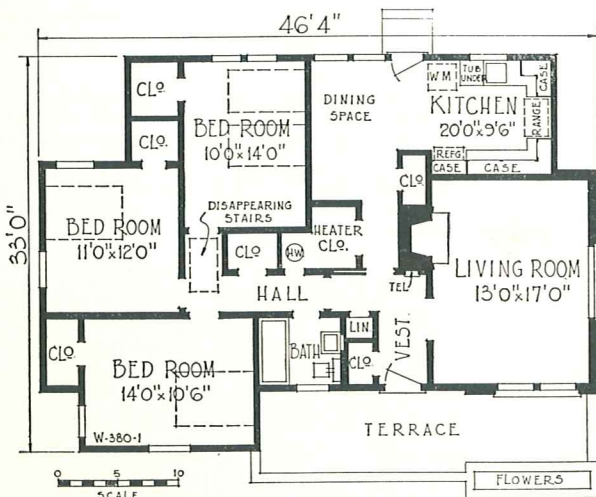 46'4"
33'0"
CLO.
BED ROOM
10'0"x14'0"
DINING
SPACE
W M
TUB
UNDER
CASE
KITCHEN
20'0"x9'6"
RANGE
REFG.
CASE
CASE
CLO.
CLO.
DISAPPEARING
STAIRS
BED ROOM
11'0"x12'0"
CLO.
HW
HEATER
CLO.
LIVING ROOM
13'0"x17'0"
TEL.
HALL
VEST.
LIN.
BATH
CLO.
CLO.
BED ROOM
14'0"x10'6"
W-380-1
TERRACE
FLOWERS
0 5 10
SCALE